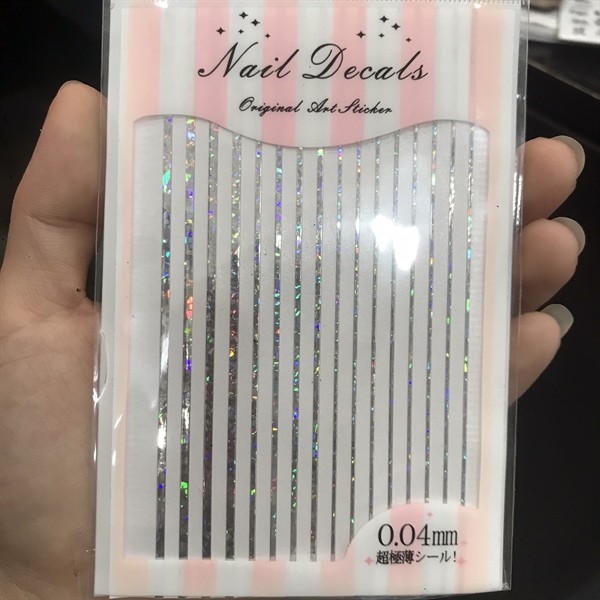 Nail Decals
Original Art Sticker
0.04mm
超極薄シール!